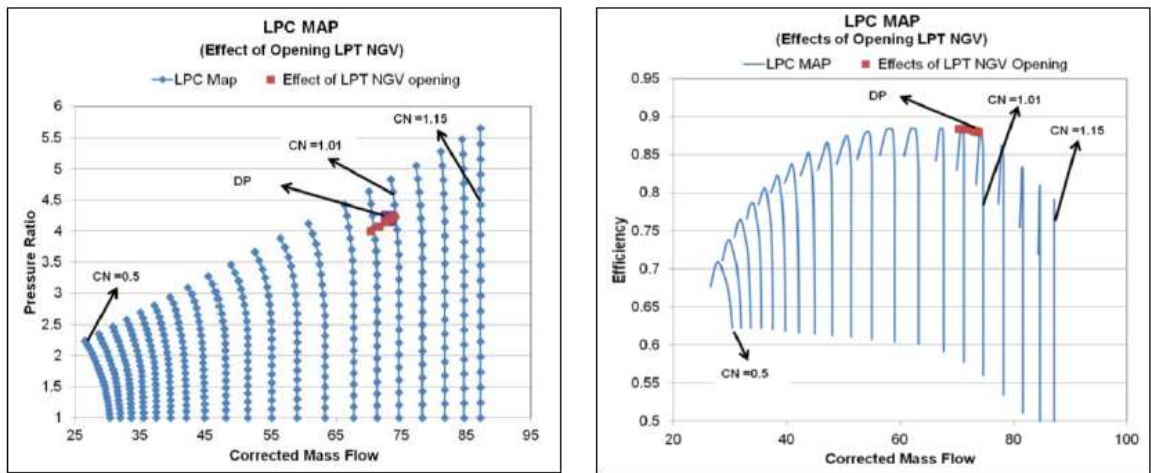 LPC MAP
(Effect of Opening LPT NGV)
LPC Map
Effect of LPT NGV opening
Pressure Ratio
6
5.5
5
4.5
4
3.5
3
2.5
2
1.5
1
CN =1.15
CN =1.01
DP
CN =0.5
25 35 45 55 65 75 85 95
Corrected Mass Flow
LPC MAP
(Effects of Opening LPT NGV)
LPC MAP
Effects of LPT NGV Opening
Efficiency
0.95
0.9
0.85
0.8
0.75
0.7
0.65
0.6
0.55
0.5
DP
CN =1.01
CN =1.15
CN =0.5
20 40 60 80 100
Corrected Mass Flow